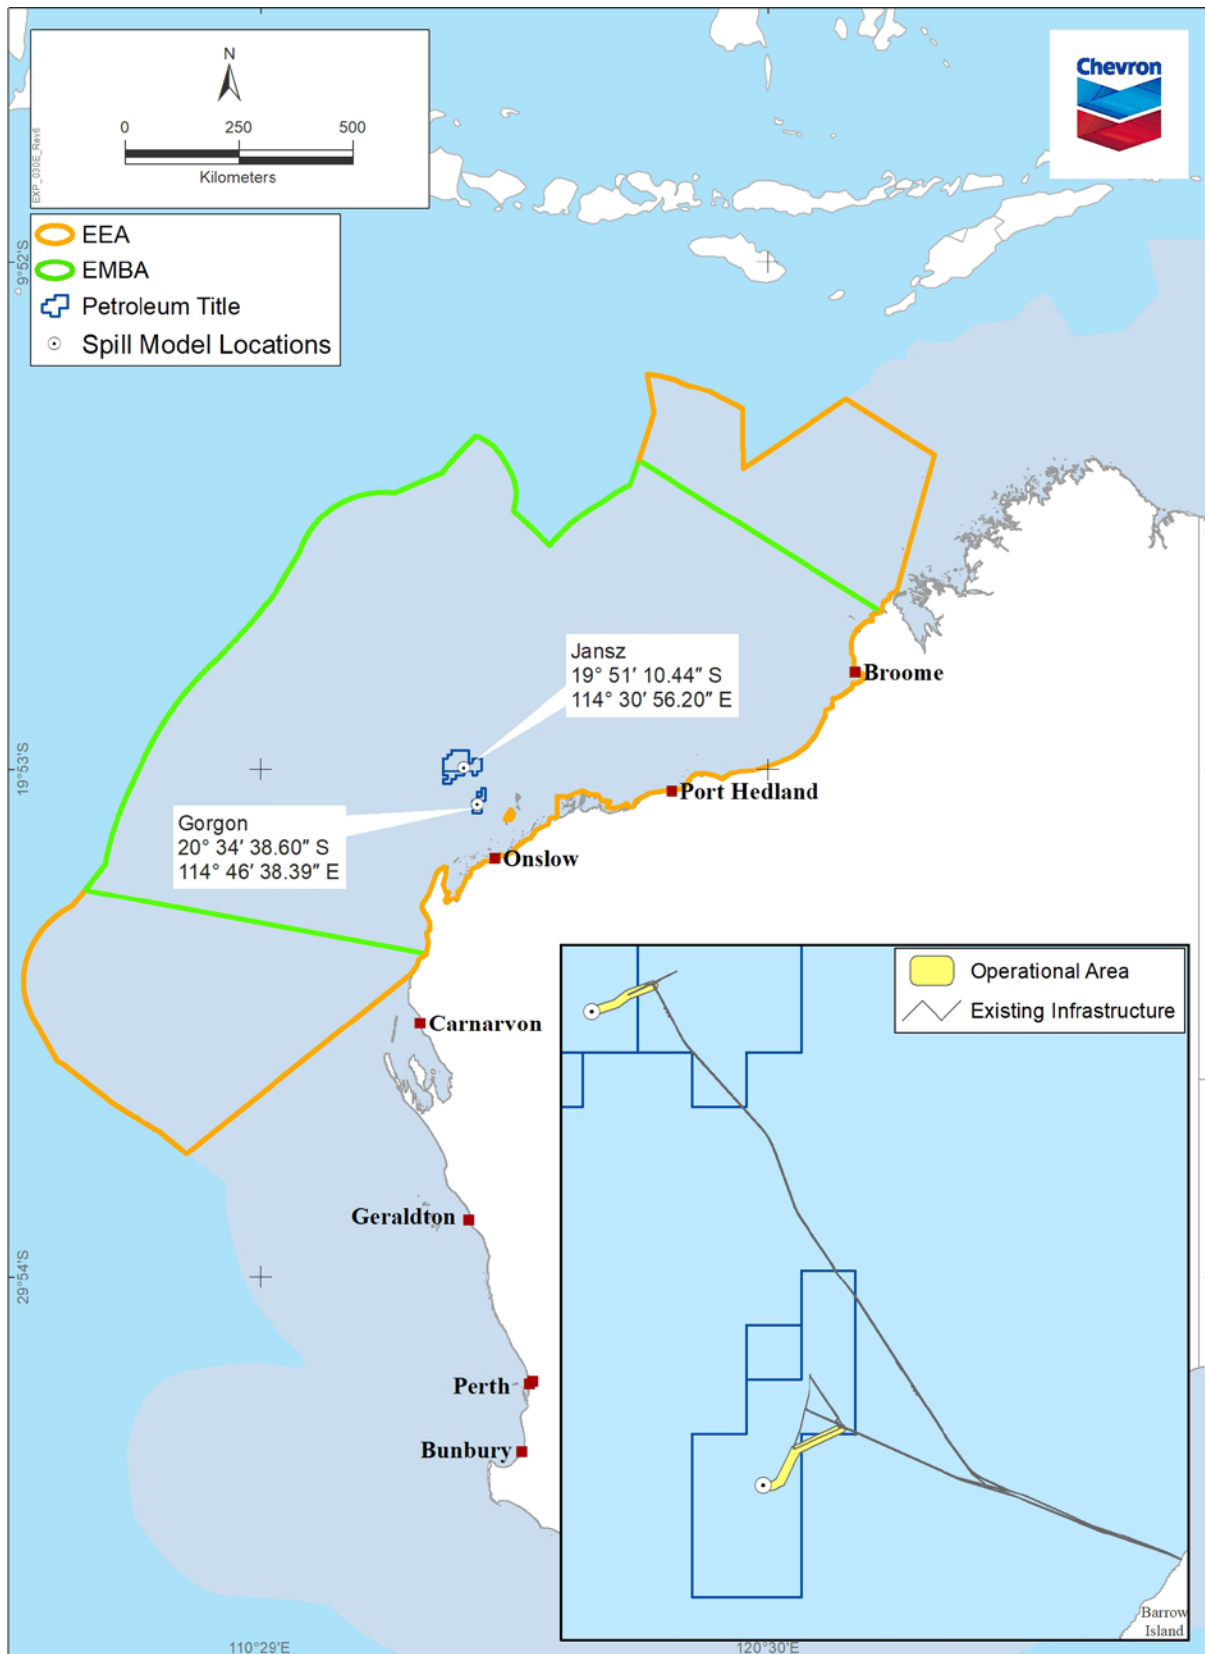 N
0 250 500
Kilometers
EXP_030E_Rev6
Chevron
EEA
EMBA
Petroleum Title
Spill Model Locations
9°52'S
Jansz
19° 51′ 10.44″ S
114° 30′ 56.20″ E
Broome
19°53'S
Port Hedland
Gorgon
20° 34′ 38.60″ S
114° 46′ 38.39″ E
Onslow
Operational Area
Existing Infrastructure
Carnarvon
Geraldton
29°54'S
Perth
Bunbury
Barrow
Island
110°29'E
120°30'E